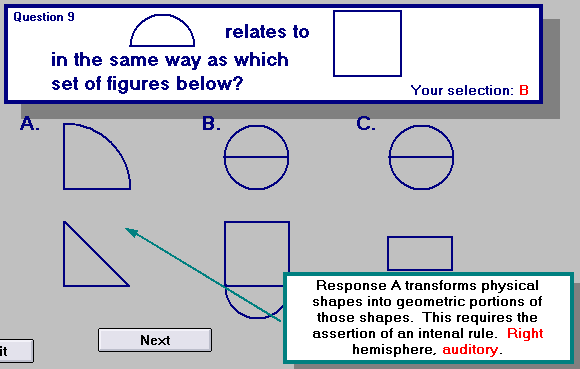 Question 9
relates to
in the same way as which
set of figures below?
Your selection: B
A.
B.
C.
Response A transforms physical
shapes into geometric portions of
those shapes. This requires the
assertion of an intenal rule. Right
hemisphere, auditory.
Next
it